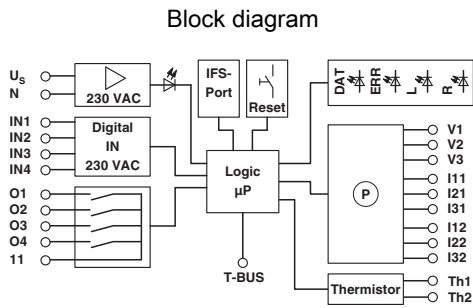 Block diagram
US
N
230 VAC
IFS-
Port
Reset
DAT
ERR
L
R
IN1
IN2
IN3
IN4
Digital
IN
230 VAC
Logic
µP
P
V1
V2
V3
I11
I21
I31
I12
I22
I32
O1
O2
O3
O4
11
T-BUS
Thermistor
Th1
Th2